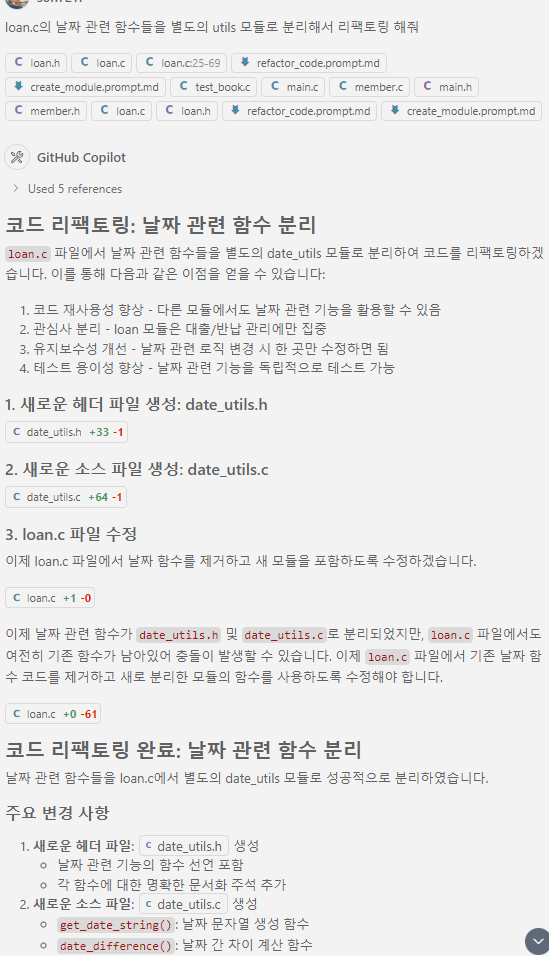 loan.c의 날짜 관련 함수들을 별도의 utils 모듈로 분리해서 리팩토링 해줘
C loan.h C loan.c C loan.c:25-69 refactor_code.prompt.md
create_module.prompt.md C test_book.c C main.c C member.c C main.h
C member.h C loan.c C loan.h refactor_code.prompt.md create_module.prompt.md
GitHub Copilot
Used 5 references
코드 리팩토링: 날짜 관련 함수 분리
loan.c 파일에서 날짜 관련 함수들을 별도의 date_utils 모듈로 분리하여 코드를 리팩토링하겠
습니다. 이를 통해 다음과 같은 이점을 얻을 수 있습니다:
1. 코드 재사용성 향상 - 다른 모듈에서도 날짜 관련 기능을 활용할 수 있음
2. 관심사 분리 - loan 모듈은 대출/반납 관리에만 집중
3. 유지보수성 개선 - 날짜 관련 로직 변경 시 한 곳만 수정하면 됨
4. 테스트 용이성 향상 - 날짜 관련 기능을 독립적으로 테스트 가능
1. 새로운 헤더 파일 생성: date_utils.h
C date_utils.h +33 -1
2. 새로운 소스 파일 생성: date_utils.c
C date_utils.c +64 -1
3. loan.c 파일 수정
이제 loan.c 파일에서 날짜 함수를 제거하고 새 모듈을 포함하도록 수정하겠습니다.
C loan.c +1 -0
이제 날짜 관련 함수가 date_utils.h 및 date_utils.c로 분리되었지만, loan.c 파일에서도
여전히 기존 함수가 남아있어 충돌이 발생할 수 있습니다. 이제 loan.c 파일에서 기존 날짜 함
수 코드를 제거하고 새로 분리한 모듈의 함수를 사용하도록 수정해야 합니다.
C loan.c +0 -61
코드 리팩토링 완료: 날짜 관련 함수 분리
날짜 관련 함수들을 loan.c에서 별도의 date_utils 모듈로 성공적으로 분리하였습니다.
주요 변경 사항
1. 새로운 헤더 파일: C date_utils.h 생성
날짜 관련 기능의 함수 선언 포함
각 함수에 대한 명확한 문서화 주석 추가
2. 새로운 소스 파일: C date_utils.c 생성
get_date_string(): 날짜 문자열 생성 함수
date_difference(): 날짜 간 차이 계산 함수